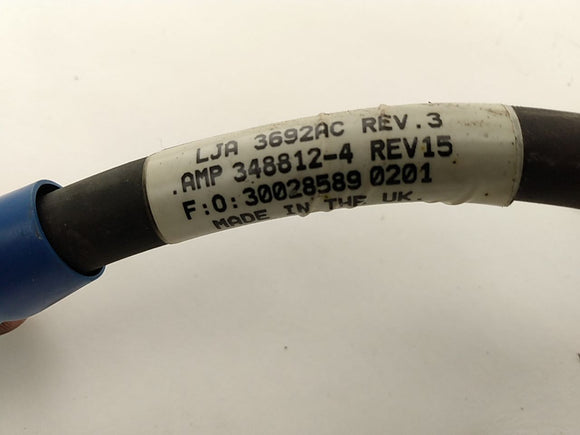 LJA 3692AC REV.3
.AMP 348812-4 REV15
F:0:30028589 0201
MADE IN THE UK.